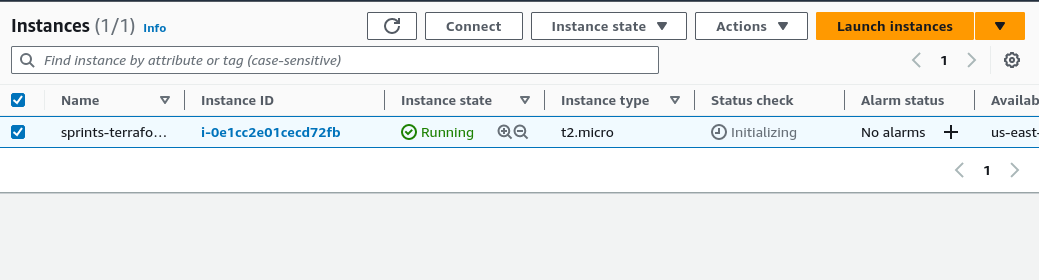 Instances (1/1) Info Connect Instance state Actions Launch instances
Find instance by attribute or tag (case-sensitive) 1
Name Instance ID Instance state Instance type Status check Alarm status Availab
sprints-terrafo... i-0e1cc2e01cecd72fb Running t2.micro Initializing No alarms us-east-
1